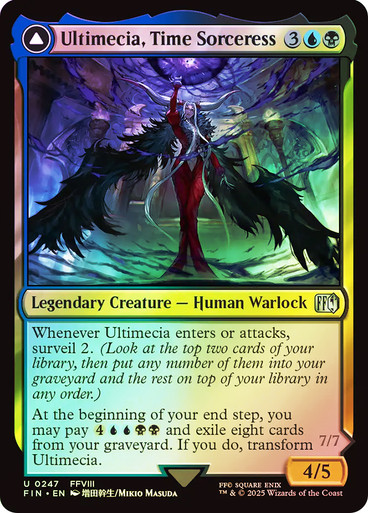 Ultimecia, Time Sorceress 3
Legendary Creature — Human Warlock FFC
Whenever Ultimecia enters or attacks,
surveil 2. (Look at the top two cards of your
library, then put any number of them into your
graveyard and the rest on top of your library in
any order.)
At the beginning of your end step, you
may pay 4 and exile eight cards
from your graveyard. If you do, transform
Ultimecia.
7/7
4/5
U 0247 FFVIII
FIN • EN 増田幹生/Mikio Masuda
FF© SQUARE ENIX
™ & © 2025 Wizards of the Coast